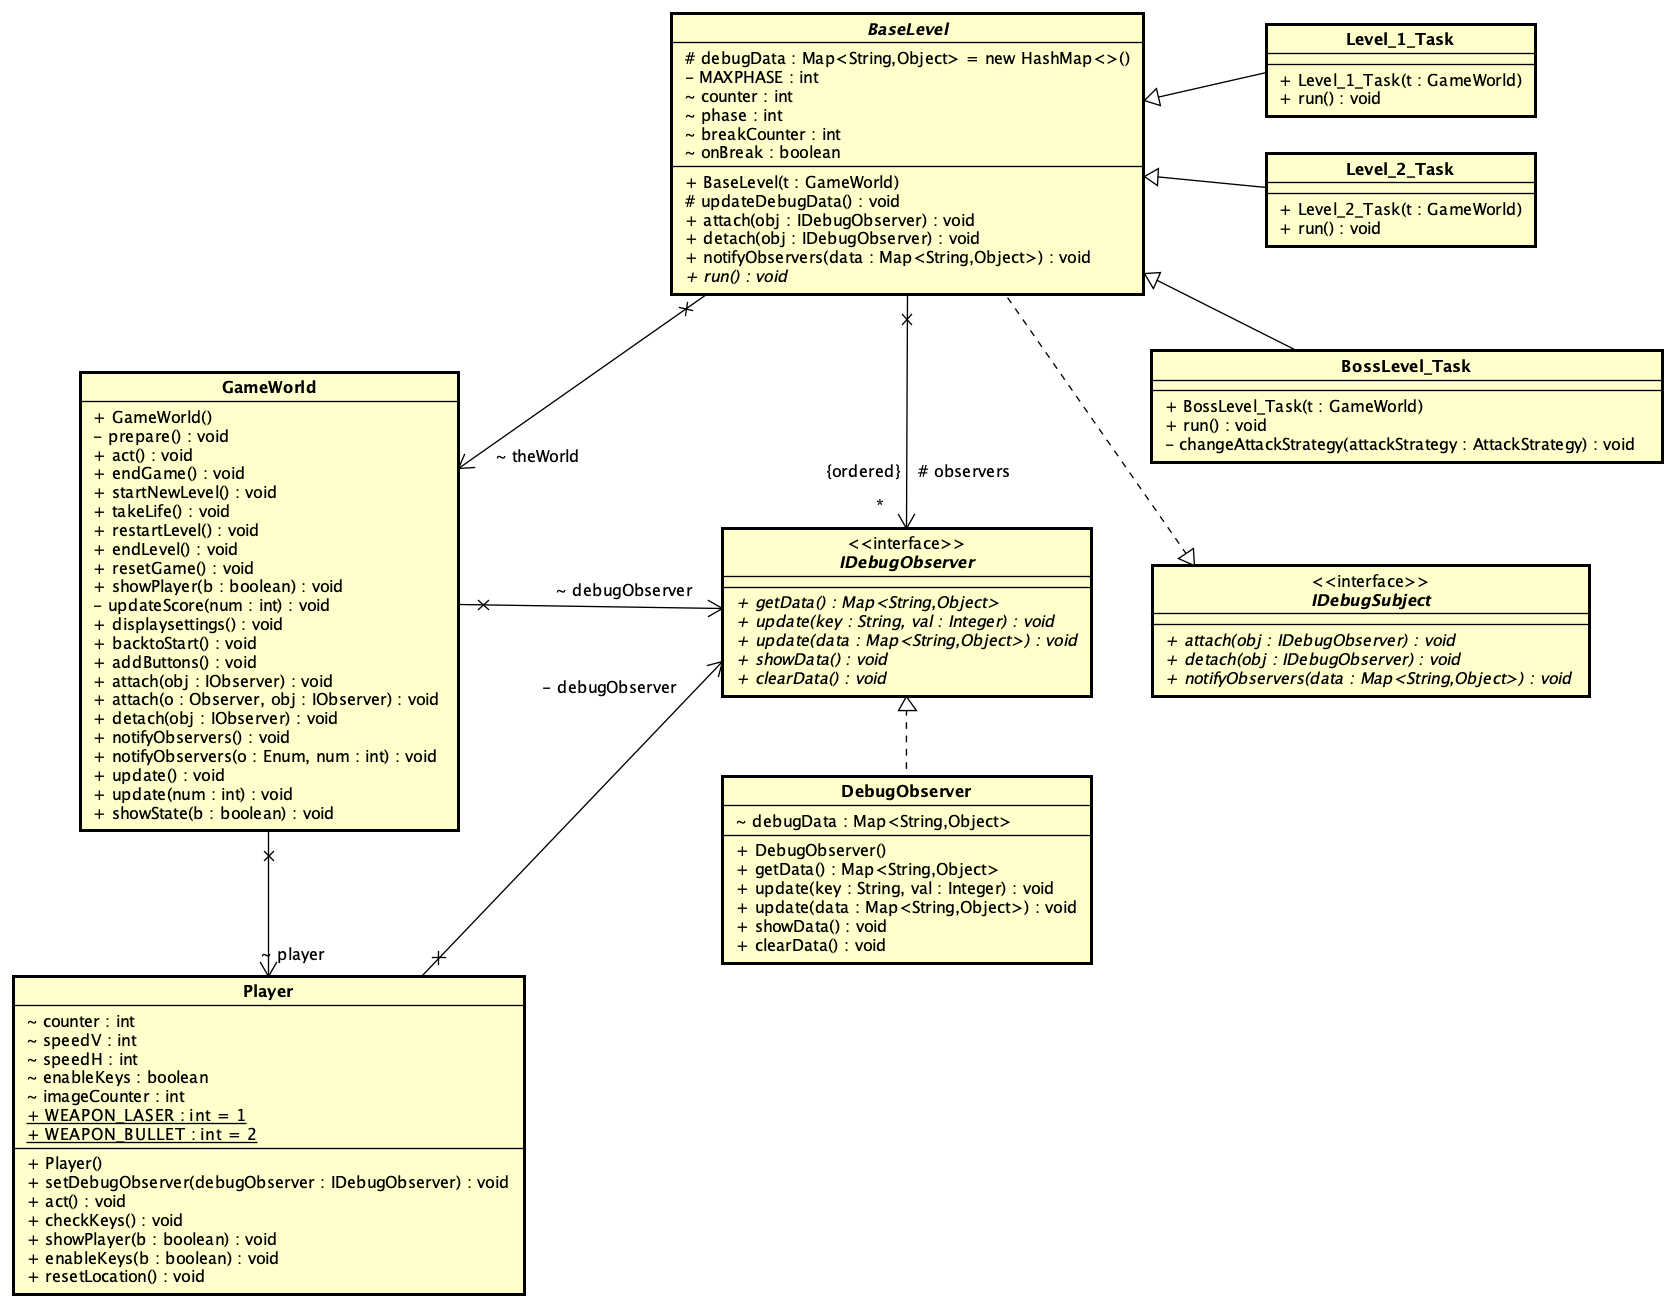 BaseLevel
# debugData : Map<String,Object> = new HashMap<>()
- MAXPHASE : int
~ counter : int
~ phase : int
~ breakCounter : int
~ onBreak : boolean
+ BaseLevel(t : GameWorld)
# updateDebugData() : void
+ attach(obj : IDebugObserver) : void
+ detach(obj : IDebugObserver) : void
+ notifyObservers(data : Map<String,Object>) : void
+ run() : void
Level_1_Task
+ Level_1_Task(t : GameWorld)
+ run() : void
Level_2_Task
+ Level_2_Task(t : GameWorld)
+ run() : void
BossLevel_Task
+ BossLevel_Task(t : GameWorld)
+ run() : void
- changeAttackStrategy(attackStrategy : AttackStrategy) : void
GameWorld
+ GameWorld()
- prepare() : void
+ act() : void
+ endGame() : void
+ startNewLevel() : void
+ takeLife() : void
+ restartLevel() : void
+ endLevel() : void
+ resetGame() : void
+ showPlayer(b : boolean) : void
- updateScore(num : int) : void
+ displaysettings() : void
+ backtoStart() : void
+ addButtons() : void
+ attach(obj : IObserver) : void
+ attach(o : Observer, obj : IObserver) : void
+ detach(obj : IObserver) : void
+ notifyObservers() : void
+ notifyObservers(o : Enum, num : int) : void
+ update() : void
+ update(num : int) : void
+ showState(b : boolean) : void
~ theWorld
{ordered}
# observers
*
~ debugObserver
- debugObserver
<<interface>>
IDebugObserver
+ getData() : Map<String,Object>
+ update(key : String, val : Integer) : void
+ update(data : Map<String,Object>) : void
+ showData() : void
+ clearData() : void
<<interface>>
IDebugSubject
+ attach(obj : IDebugObserver) : void
+ detach(obj : IDebugObserver) : void
+ notifyObservers(data : Map<String,Object>) : void
DebugObserver
~ debugData : Map<String,Object>
+ DebugObserver()
+ getData() : Map<String,Object>
+ update(key : String, val : Integer) : void
+ update(data : Map<String,Object>) : void
+ showData() : void
+ clearData() : void
~ player
Player
~ counter : int
~ speedV : int
~ speedH : int
~ enableKeys : boolean
~ imageCounter : int
+ WEAPON_LASER : int = 1
+ WEAPON_BULLET : int = 2
+ Player()
+ setDebugObserver(debugObserver : IDebugObserver) : void
+ act() : void
+ checkKeys() : void
+ showPlayer(b : boolean) : void
+ enableKeys(b : boolean) : void
+ resetLocation() : void